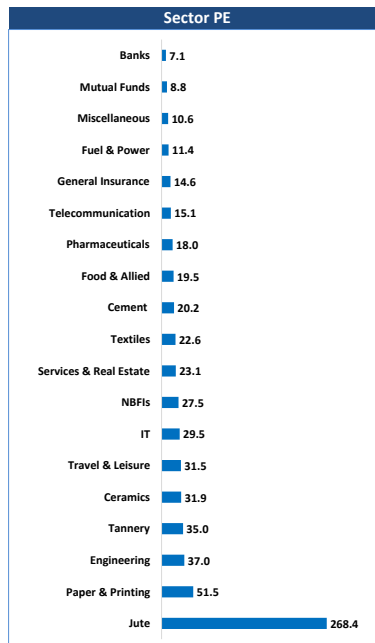 Sector PE
Banks 7.1
Mutual Funds 8.8
Miscellaneous 10.6
Fuel & Power 11.4
General Insurance 14.6
Telecommunication 15.1
Pharmaceuticals 18.0
Food & Allied 19.5
Cement 20.2
Textiles 22.6
Services & Real Estate 23.1
NBFIs 27.5
IT 29.5
Travel & Leisure 31.5
Ceramics 31.9
Tannery 35.0
Engineering 37.0
Paper & Printing 51.5
Jute 268.4